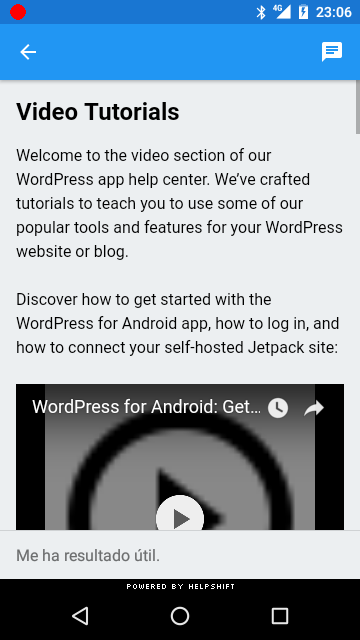 4G 23:06
Video Tutorials
Welcome to the video section of our
WordPress app help center. We’ve crafted
tutorials to teach you to use some of our
popular tools and features for your WordPress
website or blog.
Discover how to get started with the
WordPress for Android app, how to log in, and
how to connect your self-hosted Jetpack site:
WordPress for Android: Get…
Me ha resultado útil.
POWERED BY HELPSHIFT